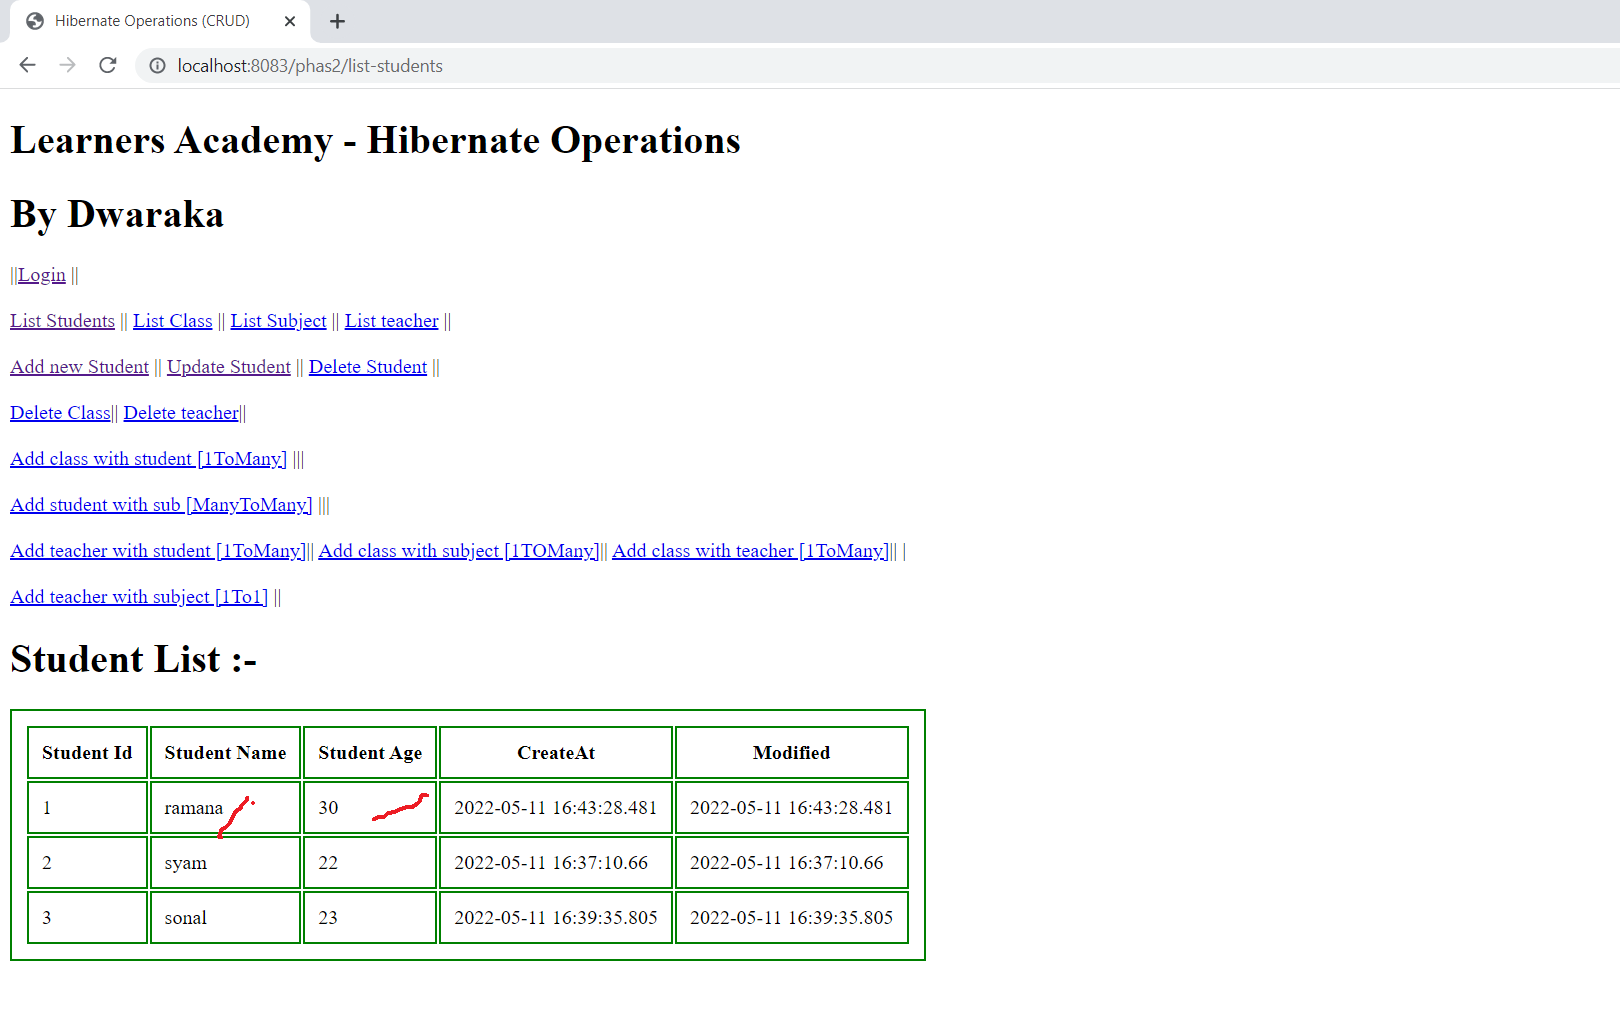 Hibernate Operations (CRUD)
localhost:8083/phas2/list-students
Learners Academy - Hibernate Operations
By Dwaraka
||Login ||
List Students || List Class || List Subject || List teacher ||
Add new Student || Update Student || Delete Student ||
Delete Class|| Delete teacher||
Add class with student [1ToMany] |||
Add student with sub [ManyToMany] |||
Add teacher with student [1ToMany]|| Add class with subject [1TOMany]|| Add class with teacher [1ToMany]|| |
Add teacher with subject [1To1] ||
Student List :-
Student Id Student Name Student Age CreateAt Modified
1 ramana 30 2022-05-11 16:43:28.481 2022-05-11 16:43:28.481
2 syam 22 2022-05-11 16:37:10.66 2022-05-11 16:37:10.66
3 sonal 23 2022-05-11 16:39:35.805 2022-05-11 16:39:35.805